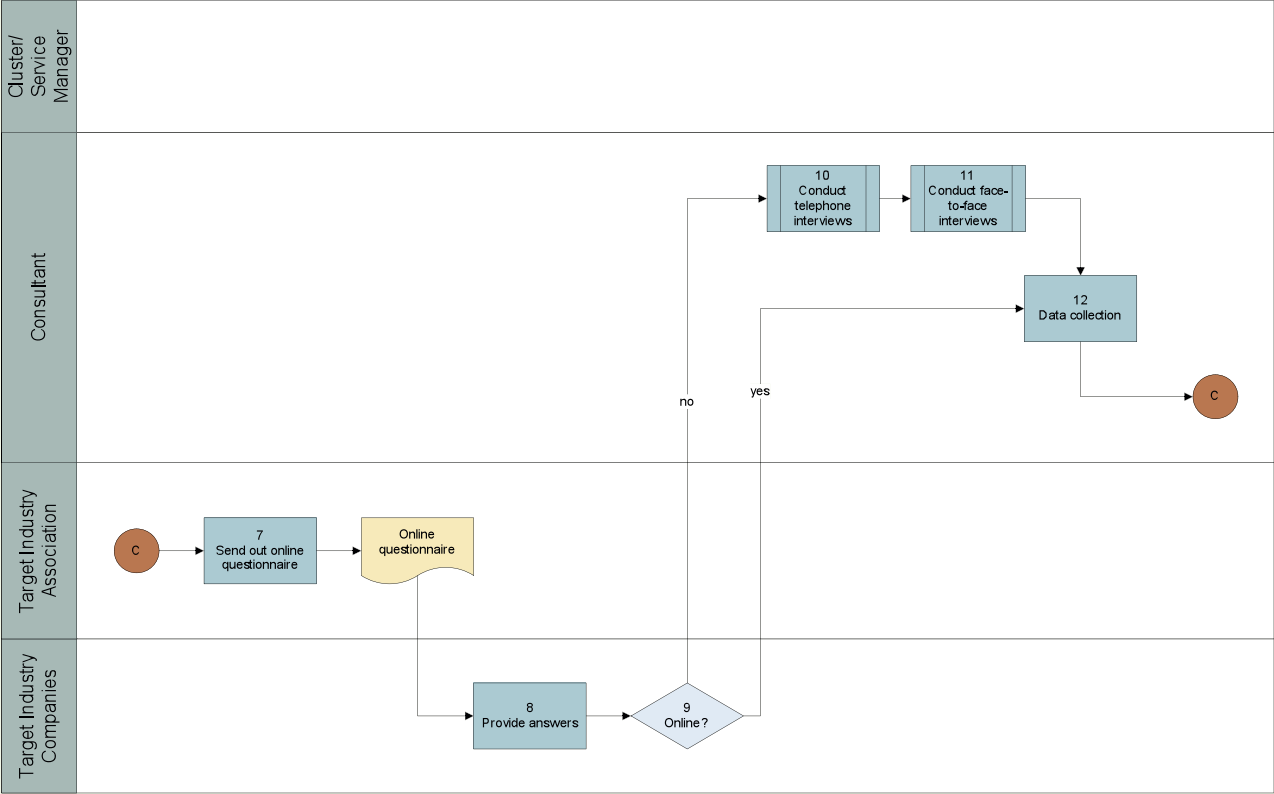 Cluster/
Service
Manager
10
Conduct
telephone
interviews
11
Conduct face-
to-face
interviews
Consultant
12
Data collection
yes
no
C
Target Industry
Association
C
7
Send out online
questionnaire
Online
questionnaire
Target Industry
Companies
8
Provide answers
9
Online?